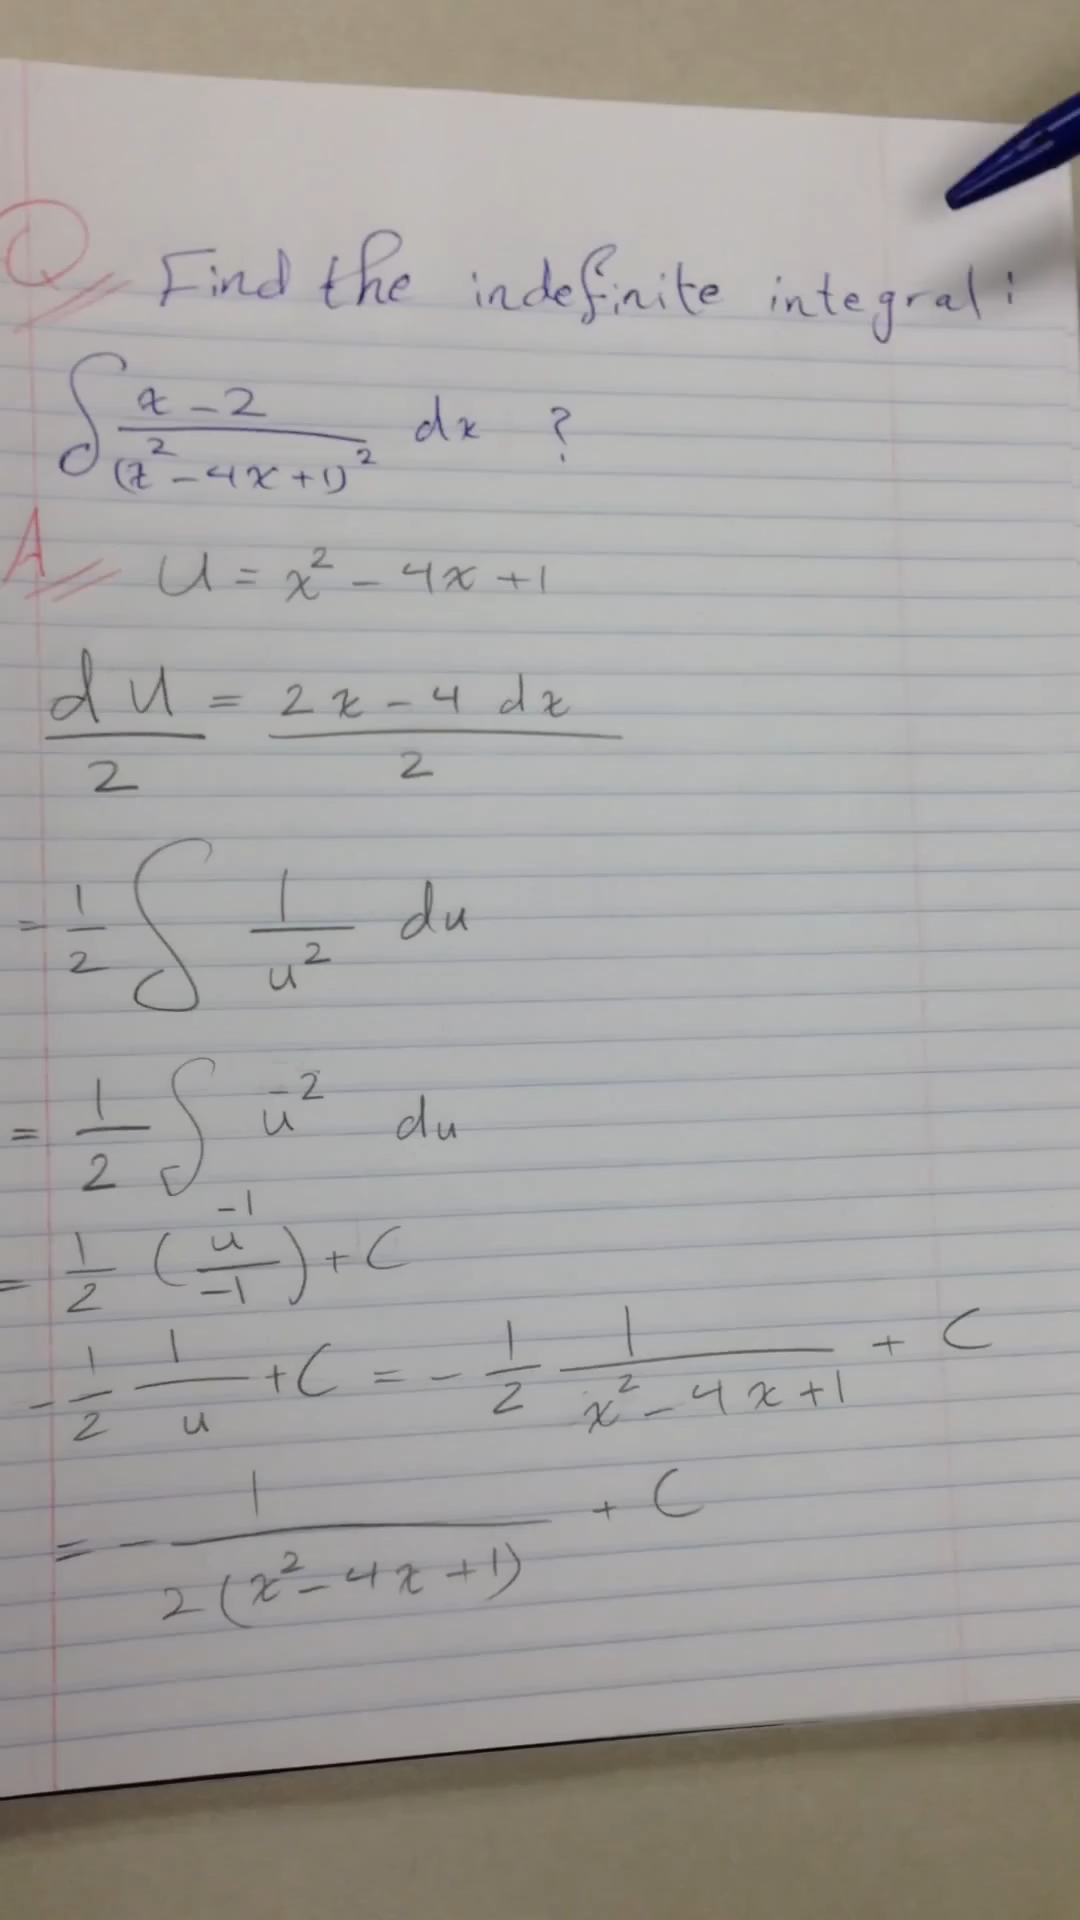 Q Find the indefinite integral:
∫ (x - 2)/(x² - 4x + 1)² dx ?
A u = x² - 4x + 1
du/2 = (2x - 4 dx)/2
= 1/2 ∫ 1/u² du
= 1/2 ∫ u⁻² du
= 1/2 (u⁻¹/-1) + C
- 1/2 1/u + C = - 1/2 1/(x² - 4x + 1) + C
= - 1/(2(x² - 4x + 1)) + C